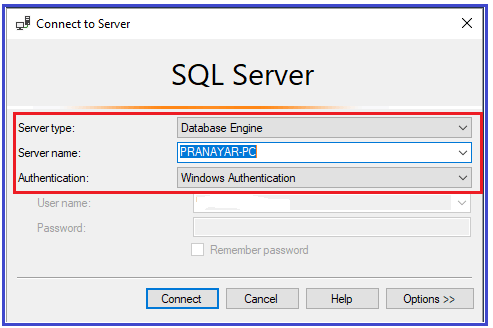 Connect to Server
SQL Server
Server type: Database Engine
Server name: PRANAYAR-PC
Authentication: Windows Authentication
User name:
Password:
Remember password
Connect Cancel Help Options >>